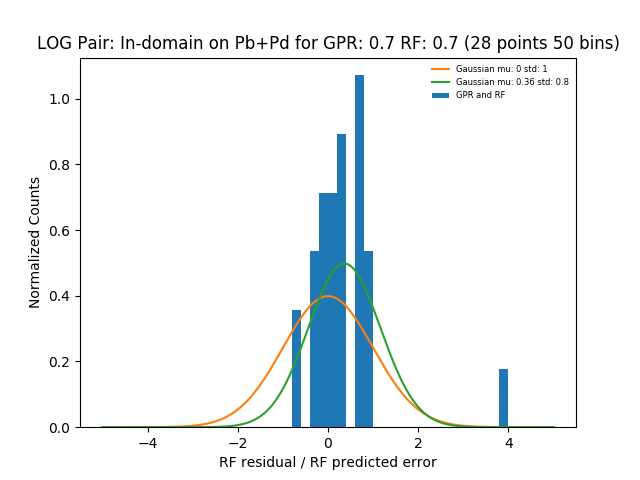 LOG Pair: In-domain on Pb+Pd for GPR: 0.7 RF: 0.7 (28 points 50 bins)
Gaussian mu: 0 std: 1
Gaussian mu: 0.36 std: 0.8
GPR and RF
Normalized Counts
1.0
0.8
0.6
0.4
0.2
0.0
−4 −2 0 2 4
RF residual / RF predicted error